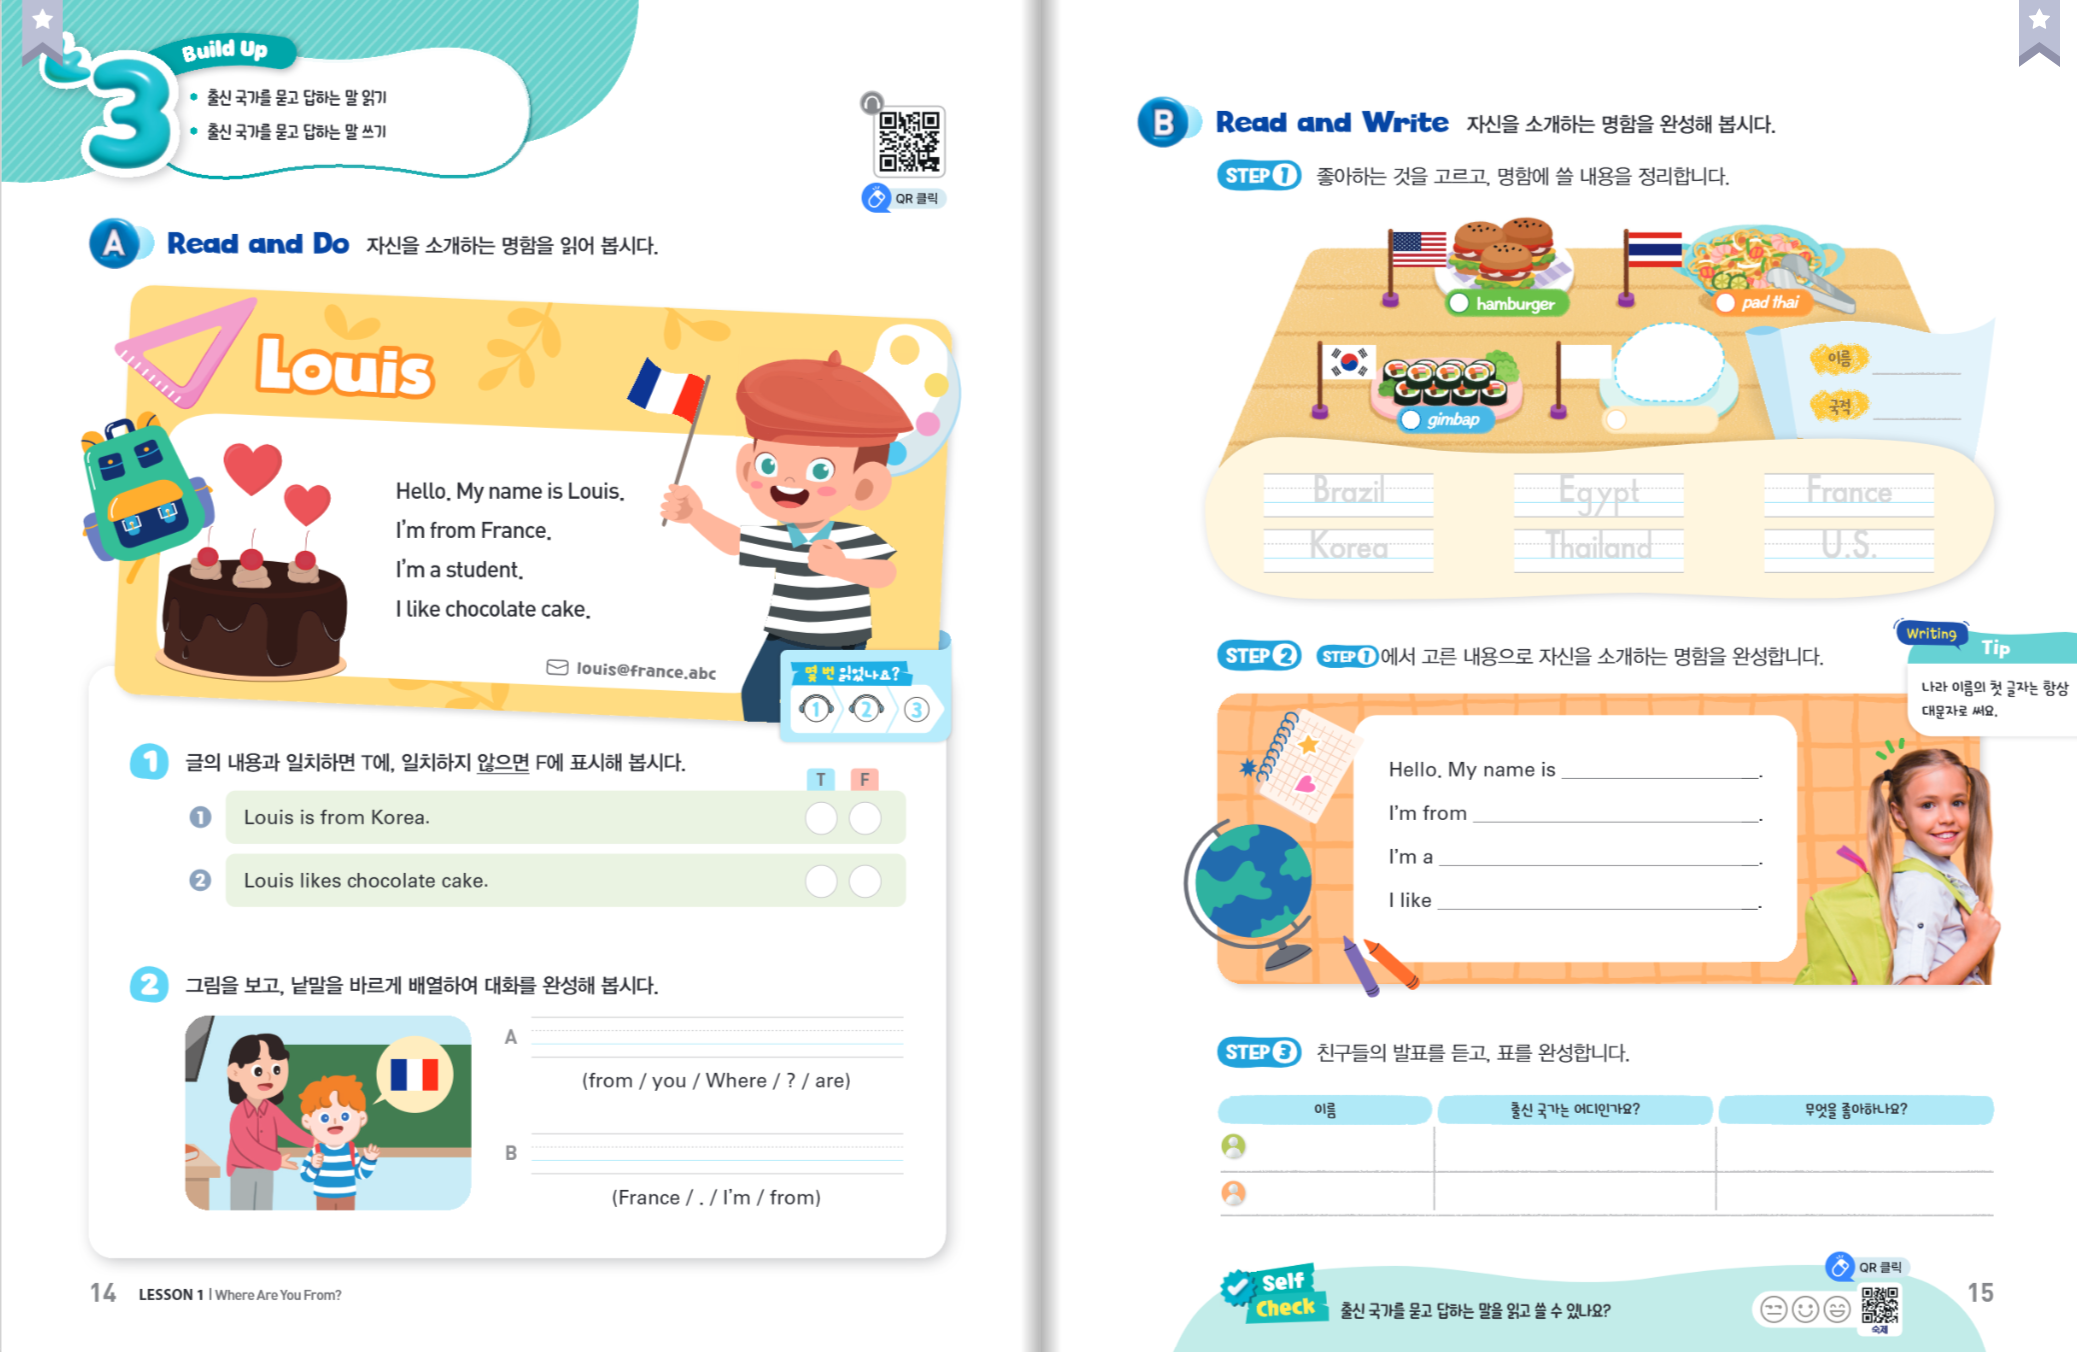 3
Build Up
• 출신 국가를 묻고 답하는 말 읽기
• 출신 국가를 묻고 답하는 말 쓰기
QR 클릭
A Read and Do 자신을 소개하는 명함을 읽어 봅시다.
Louis
Hello. My name is Louis.
I'm from France.
I'm a student.
I like chocolate cake.
louis@france.abc
몇 번 읽었나요?
1 2 3
1 글의 내용과 일치하면 T에, 일치하지 않으면 F에 표시해 봅시다.
T F
1 Louis is from Korea.
2 Louis likes chocolate cake.
2 그림을 보고, 낱말을 바르게 배열하여 대화를 완성해 봅시다.
A
(from / you / Where / ? / are)
B
(France / . / I'm / from)
14 LESSON 1 | Where Are You From?
B Read and Write 자신을 소개하는 명함을 완성해 봅시다.
STEP 1 좋아하는 것을 고르고, 명함에 쓸 내용을 정리합니다.
hamburger
pad thai
gimbap
이름
국적
Brazil Egypt France
Korea Thailand U.S.
STEP 2 STEP 1에서 고른 내용으로 자신을 소개하는 명함을 완성합니다.
Writing Tip
나라 이름의 첫 글자는 항상
대문자로 써요.
Hello. My name is ____.
I'm from ____.
I'm a ____.
I like ____.
STEP 3 친구들의 발표를 듣고, 표를 완성합니다.
이름 출신 국가는 어디인가요? 무엇을 좋아하나요?
Self
Check
출신 국가를 묻고 답하는 말을 읽고 쓸 수 있나요?
QR 클릭
숙제
15